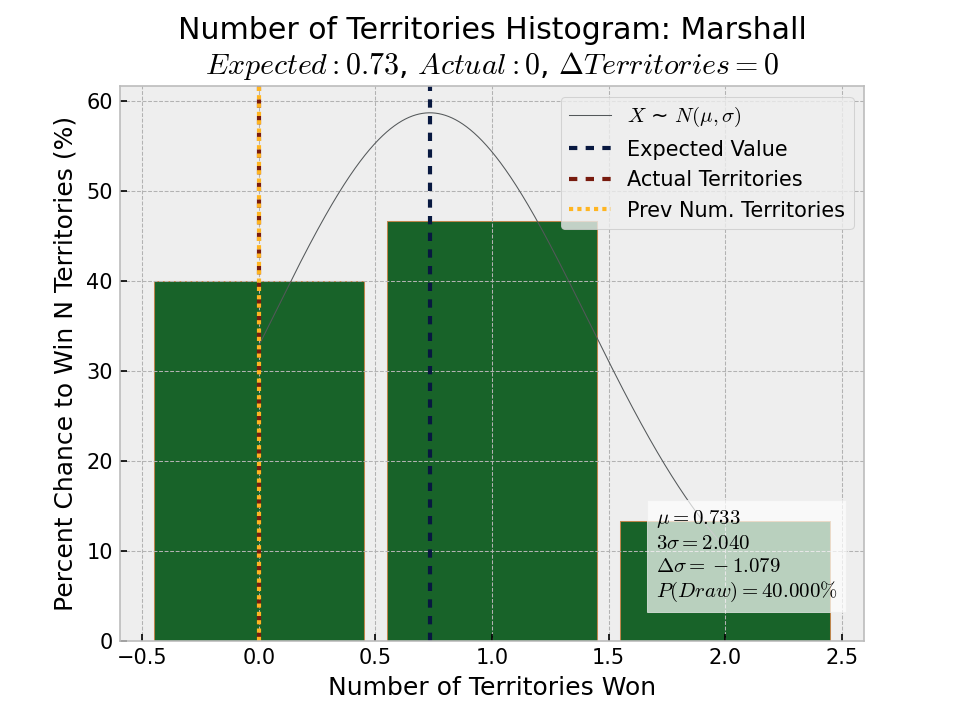 Number of Territories Histogram: Marshall
Expected : 0.73, Actual : 0, ΔTerritories = 0
Percent Chance to Win N Territories (%)
60
50
40
30
20
10
0
X ~ N(μ, σ)
Expected Value
Actual Territories
Prev Num. Territories
μ = 0.733
3σ = 2.040
Δσ = − 1.079
P(Draw) = 40.000%
−0.5 0.0 0.5 1.0 1.5 2.0 2.5
Number of Territories Won